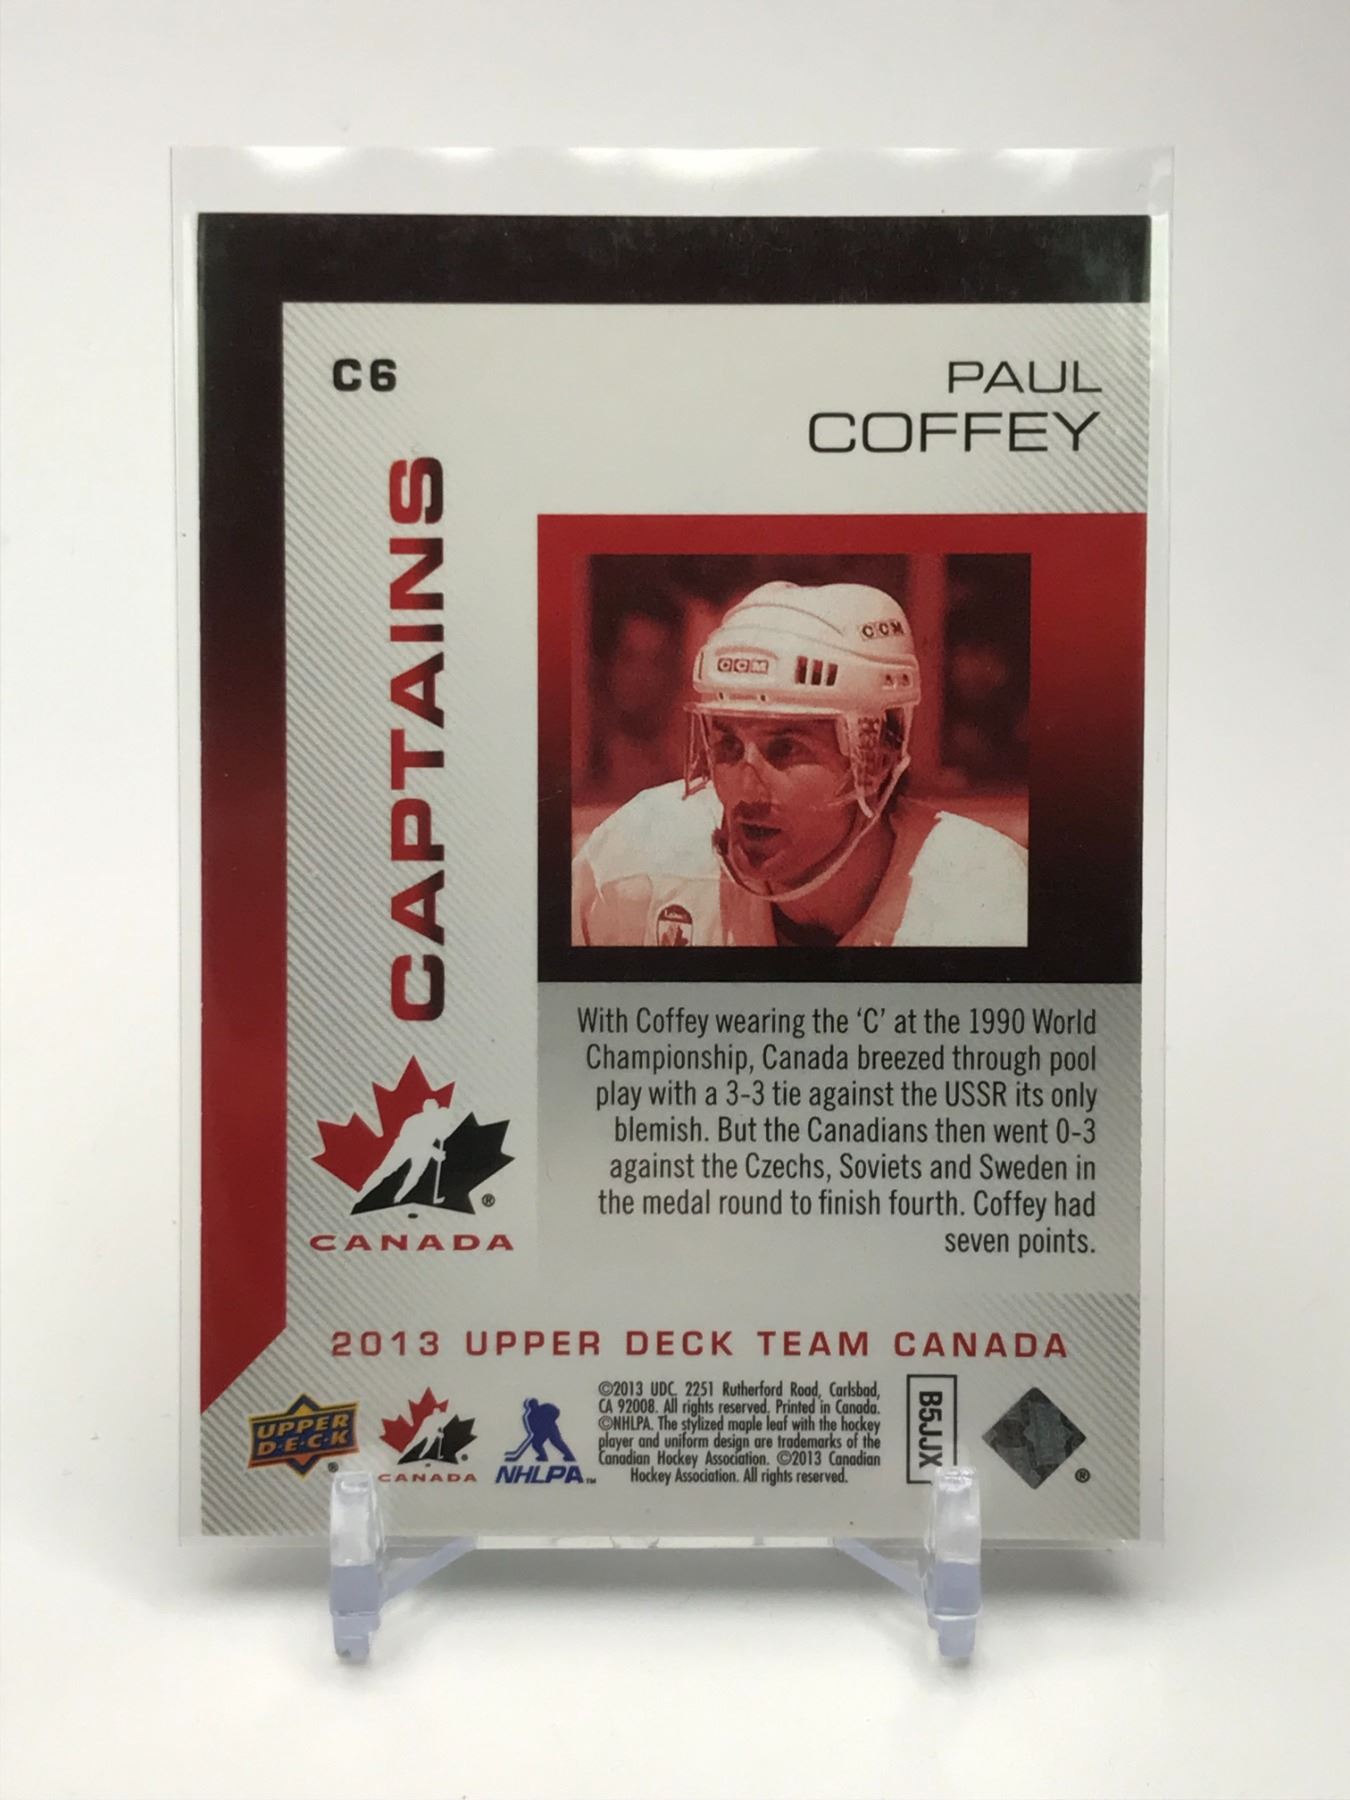 C6
PAUL
COFFEY
CAPTAINS
CCM
CCM
With Coffey wearing the ‘C’ at the 1990 World
Championship, Canada breezed through pool
play with a 3-3 tie against the USSR its only
blemish. But the Canadians then went 0-3
against the Czechs, Soviets and Sweden in
the medal round to finish fourth. Coffey had
seven points.
®
CANADA
2013 UPPER DECK TEAM CANADA
UPPER
D•E•C•K
®
®
CANADA
NHLPA™
©2013 UDC. 2251 Rutherford Road, Carlsbad,
CA 92008. All rights reserved. Printed in Canada.
©NHLPA. The stylized maple leaf with the hockey
player and uniform design are trademarks of the
Canadian Hockey Association. ©2013 Canadian
Hockey Association. All rights reserved.
B5JJX
®